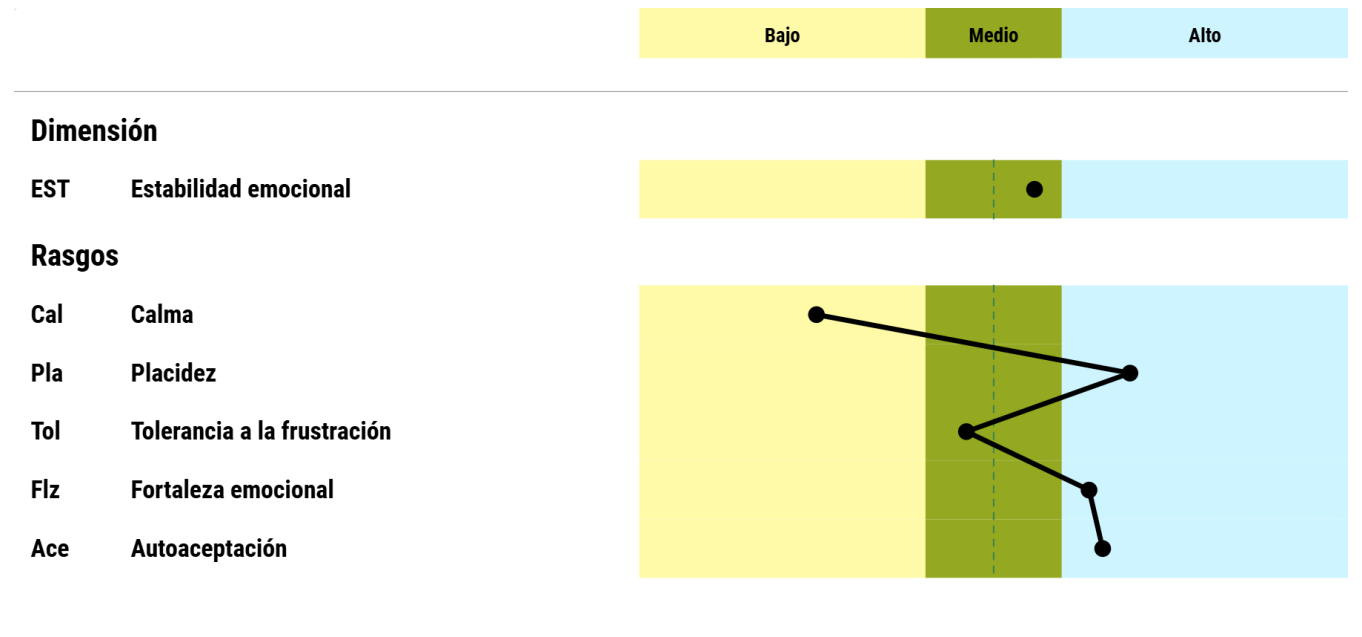 Bajo Medio Alto
Dimensión
EST Estabilidad emocional
Rasgos
Cal Calma
Pla Placidez
Tol Tolerancia a la frustración
Flz Fortaleza emocional
Ace Autoaceptación